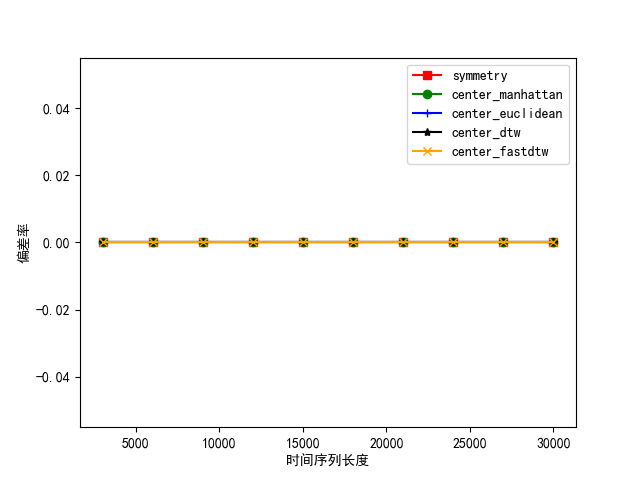 symmetry
center_manhattan
center_euclidean
center_dtw
center_fastdtw
0.04
0.02
0.00
−0.02
−0.04
偏差率
5000 10000 15000 20000 25000 30000
时间序列长度